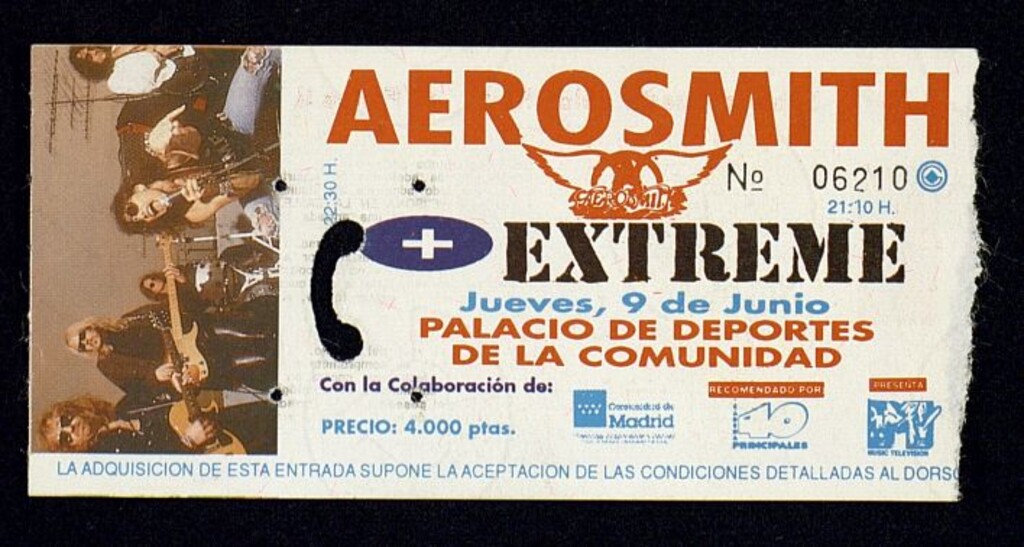 AEROSMITH
AEROSMITH
Nº 06210
22:30 H.
21:10 H.
+ EXTREME
Jueves, 9 de Junio
PALACIO DE DEPORTES
DE LA COMUNIDAD
Con la Colaboración de:
PRECIO: 4.000 ptas.
Comunidad de
Madrid
RECOMENDADO POR
40
PRINCIPALES
PRESENTA
MTV
MUSIC TELEVISION
LA ADQUISICION DE ESTA ENTRADA SUPONE LA ACEPTACION DE LAS CONDICIONES DETALLADAS AL DORSO